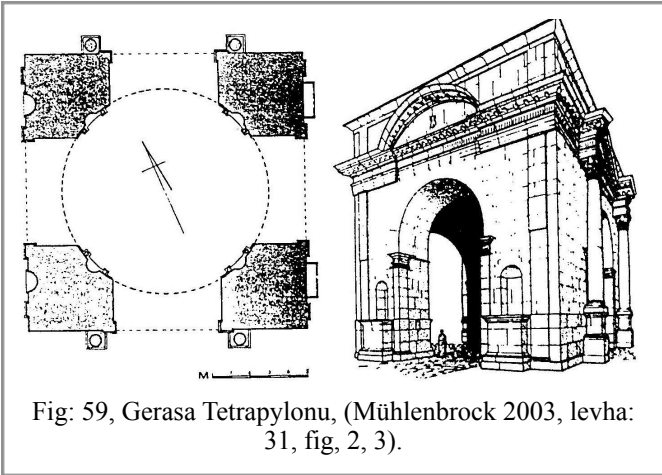 M
Fig: 59, Gerasa Tetrapylonu, (Mühlenbrock 2003, levha:
31, fig, 2, 3).